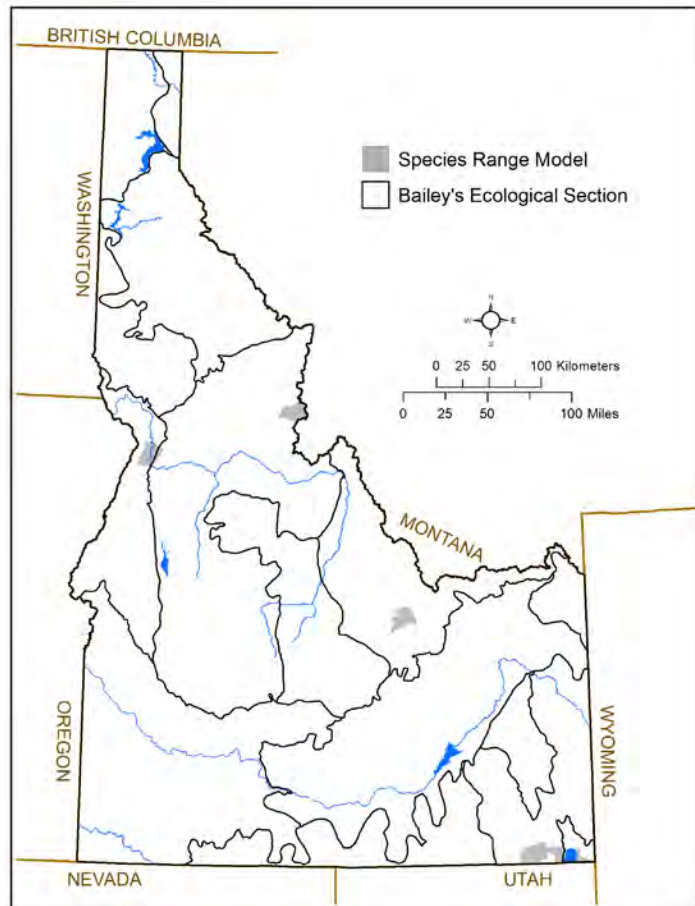 BRITISH COLUMBIA
WASHINGTON
Species Range Model
Bailey's Ecological Section
N
W E
S
0 25 50 100 Kilometers
0 25 50 100 Miles
MONTANA
OREGON
WYOMING
NEVADA
UTAH